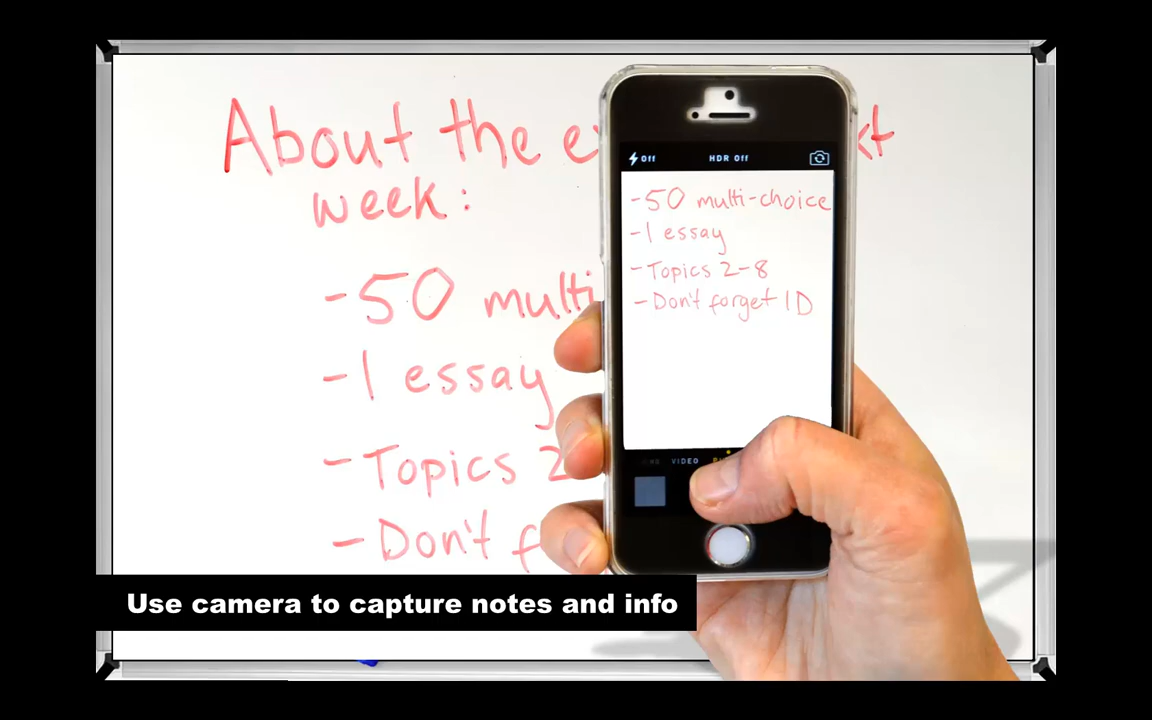 About the e xt
week:
-50 multi
-1 essay
-Topics 2
-Don't f
Off HDR Off
-50 multi-choice
-1 essay
-Topics 2-8
-Don't forget ID
VIDEO
Use camera to capture notes and info